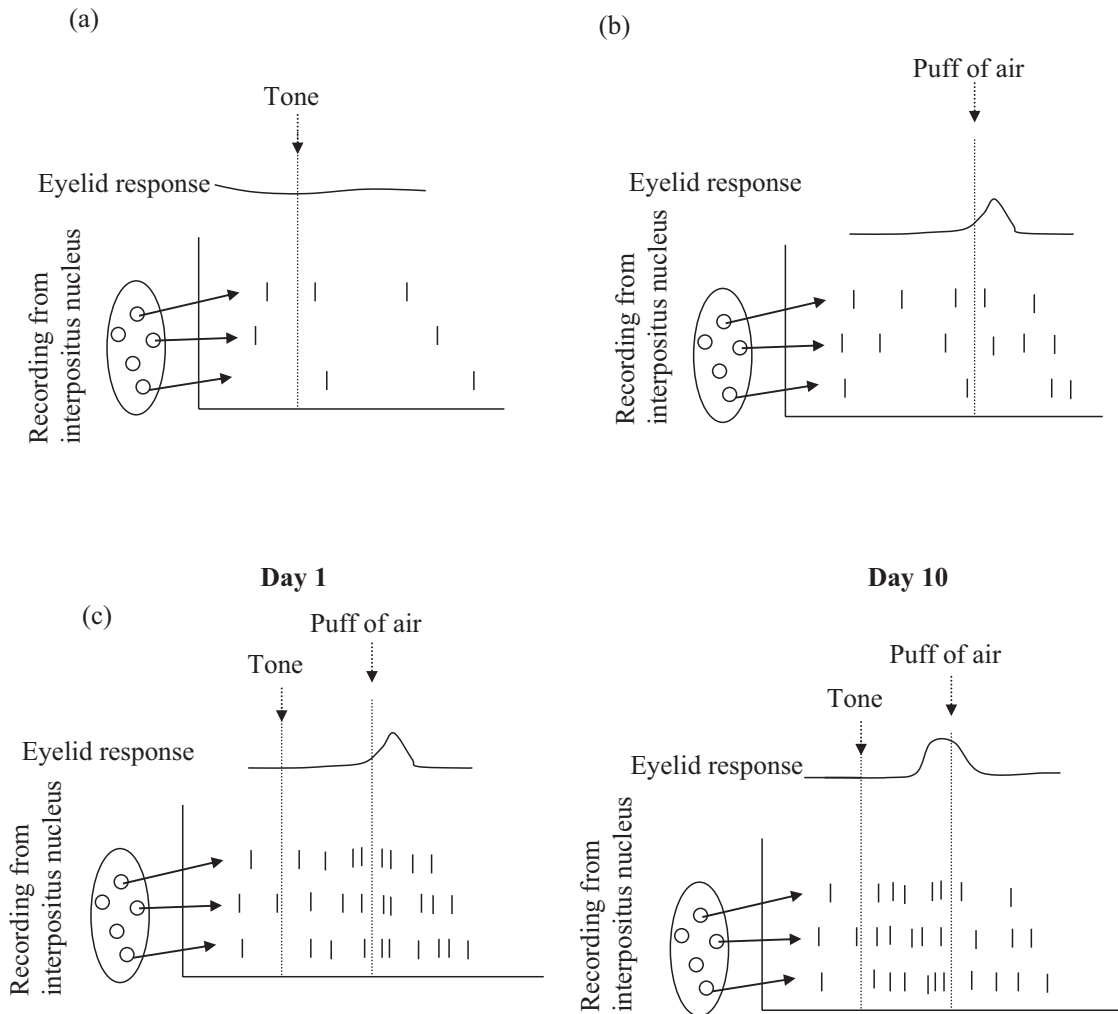 (a)
Tone
Eyelid response
Recording from
interpositus nucleus
(b)
Puff of air
Eyelid response
Recording from
interpositus nucleus
Day 1
(c)
Puff of air
Tone
Eyelid response
Recording from
interpositus nucleus
Day 10
Puff of air
Tone
Eyelid response
Recording from
interpositus nucleus